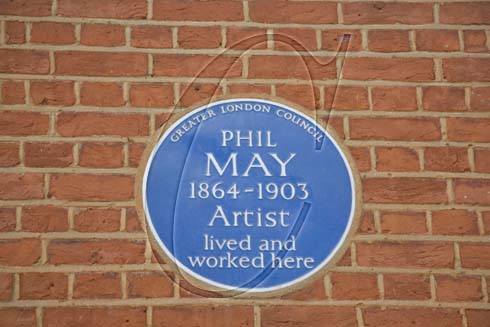 GREATER LONDON COUNCIL
PHIL
MAY
1864-1903
Artist
lived and
worked here